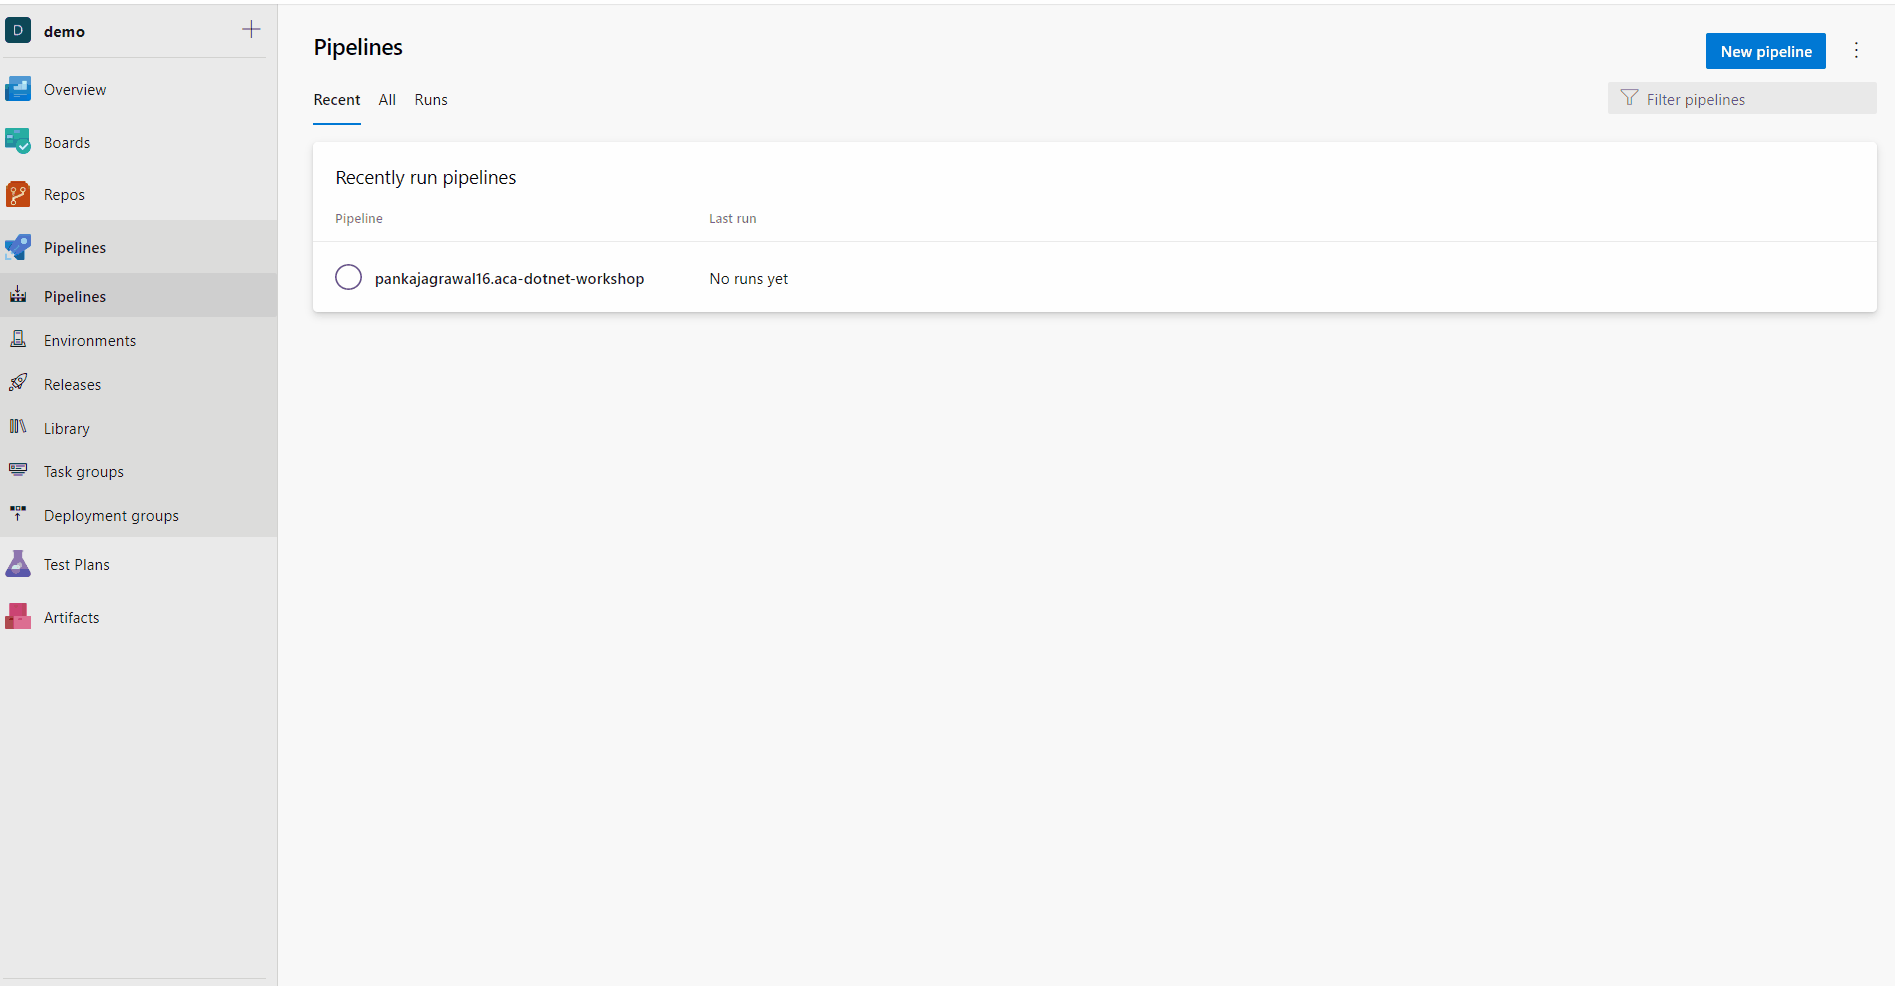 D demo
Overview
Boards
Repos
Pipelines
Pipelines
Environments
Releases
Library
Task groups
Deployment groups
Test Plans
Artifacts
Pipelines
New pipeline
Recent All Runs
Filter pipelines
Recently run pipelines
Pipeline Last run
pankajagrawal16.aca-dotnet-workshop No runs yet